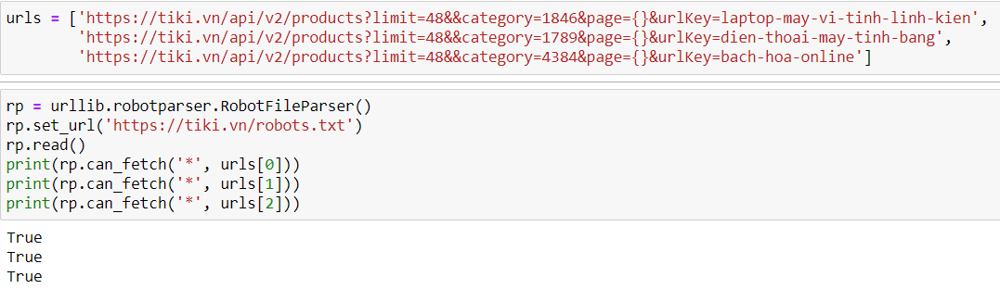 urls = ['https://tiki.vn/api/v2/products?limit=48&&category=1846&page={}&urlKey=laptop-may-vi-tinh-linh-kien',
'https://tiki.vn/api/v2/products?limit=48&&category=1789&page={}&urlKey=dien-thoai-may-tinh-bang',
'https://tiki.vn/api/v2/products?limit=48&&category=4384&page={}&urlKey=bach-hoa-online']
rp = urllib.robotparser.RobotFileParser()
rp.set_url('https://tiki.vn/robots.txt')
rp.read()
print(rp.can_fetch('*', urls[0]))
print(rp.can_fetch('*', urls[1]))
print(rp.can_fetch('*', urls[2]))
True
True
True